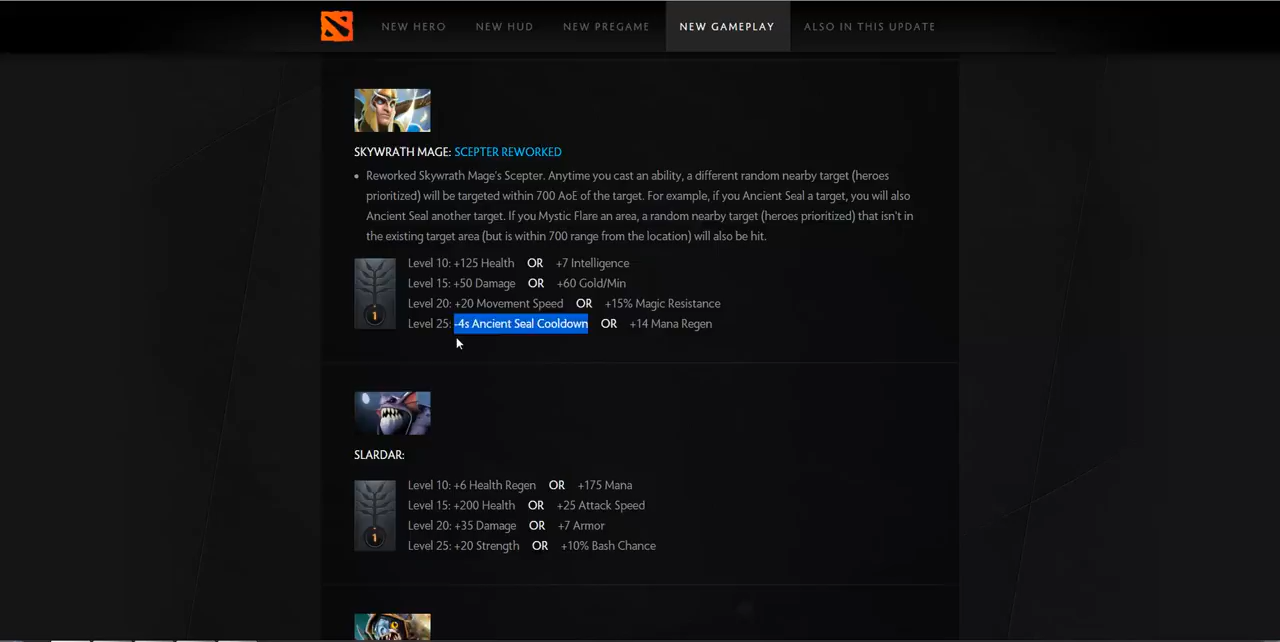 NEW HERO NEW HUD NEW PREGAME NEW GAMEPLAY ALSO IN THIS UPDATE
SKYWRATH MAGE: SCEPTER REWORKED
• Reworked Skywrath Mage's Scepter. Anytime you cast an ability, a different random nearby target (heroes
prioritized) will be targeted within 700 AoE of the target. For example, if you Ancient Seal a target, you will also
Ancient Seal another target. If you Mystic Flare an area, a random nearby target (heroes prioritized) that isn't in
the existing target area (but is within 700 range from the location) will also be hit.
Level 10: +125 Health OR +7 Intelligence
Level 15: +50 Damage OR +60 Gold/Min
Level 20: +20 Movement Speed OR +15% Magic Resistance
1
Level 25: -4s Ancient Seal Cooldown OR +14 Mana Regen
SLARDAR:
Level 10: +6 Health Regen OR +175 Mana
Level 15: +200 Health OR +25 Attack Speed
Level 20: +35 Damage OR +7 Armor
1
Level 25: +20 Strength OR +10% Bash Chance